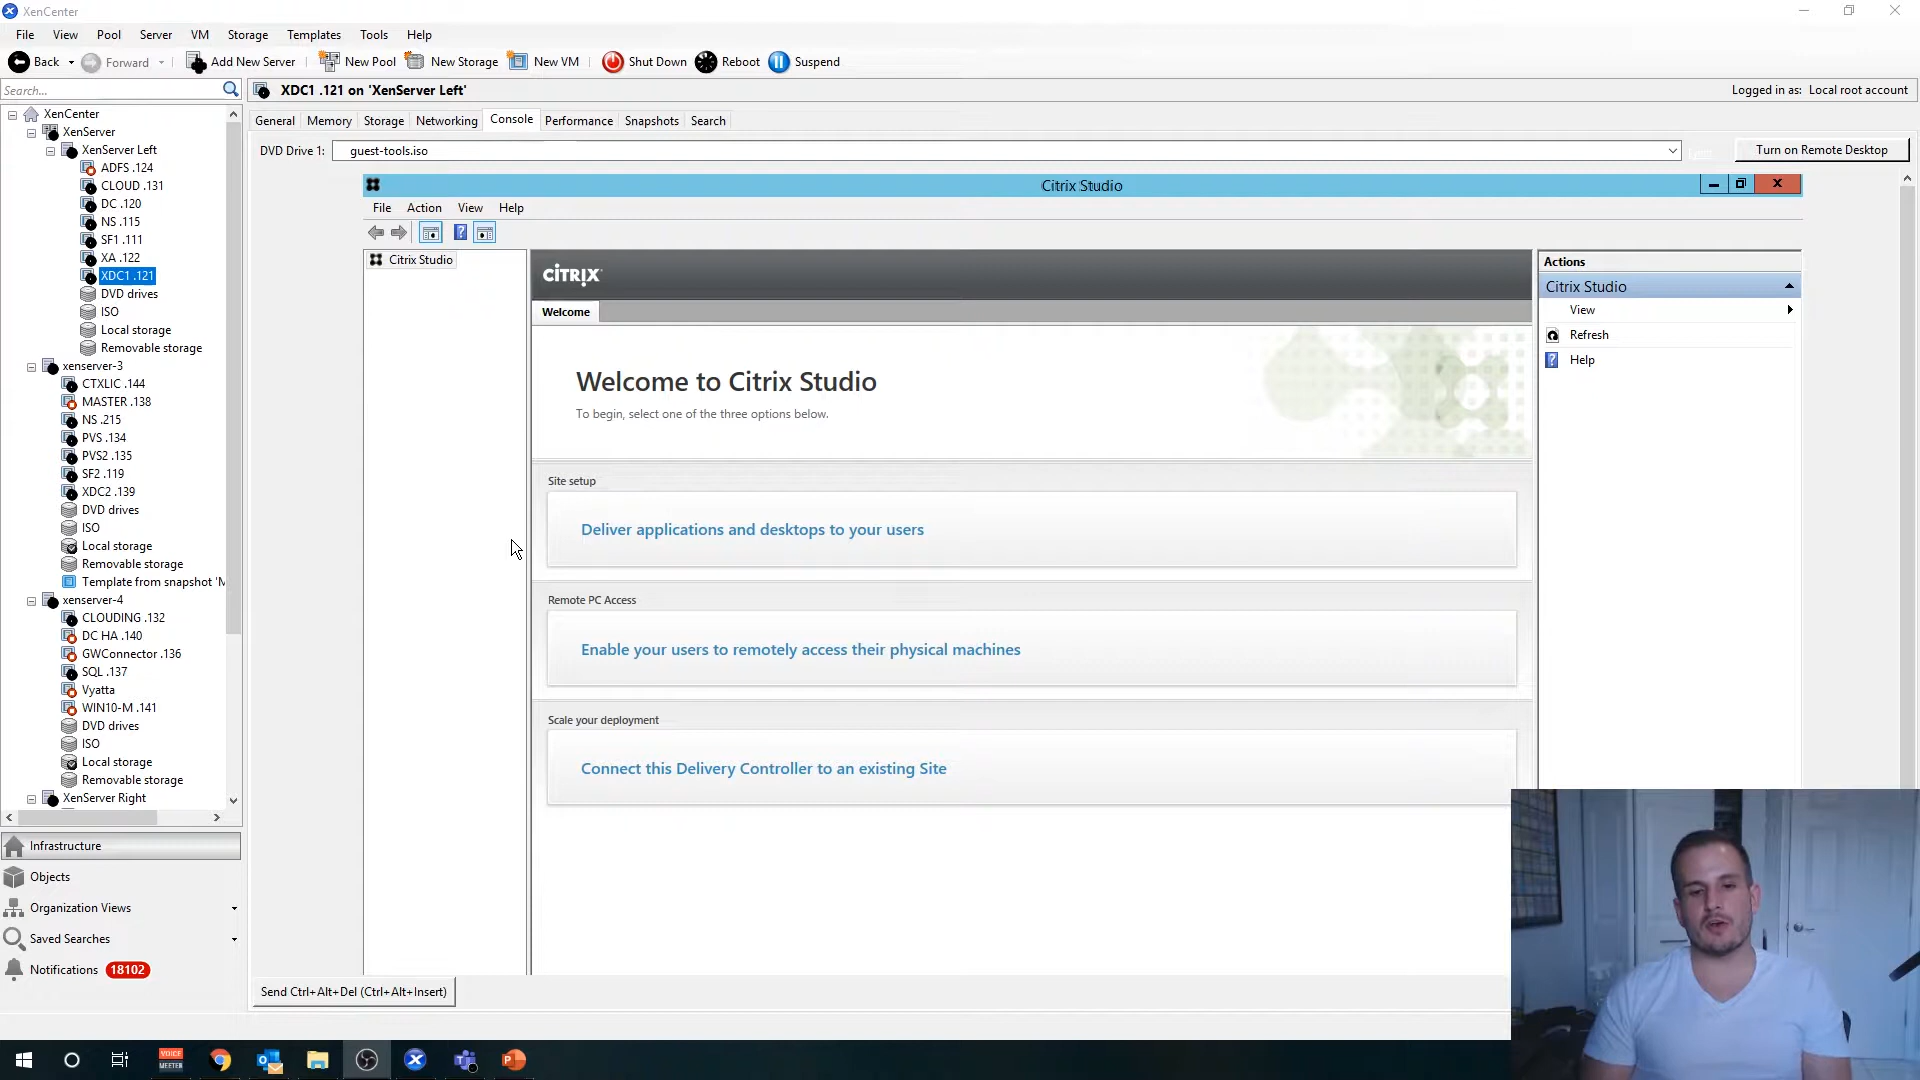 XenCenter
File View Pool Server VM Storage Templates Tools Help
Back Forward Add New Server New Pool New Storage New VM Shut Down Reboot Suspend
Search...
XDC1 .121 on 'XenServer Left'
Logged in as: Local root account
General Memory Storage Networking Console Performance Snapshots Search
DVD Drive 1: guest-tools.iso
Turn on Remote Desktop
XenCenter
XenServer
XenServer Left
ADFS .124
CLOUD .131
DC .120
NS .115
SF1 .111
XA .122
XDC1 .121
DVD drives
ISO
Local storage
Removable storage
xenserver-3
CTXLIC .144
MASTER .138
NS .215
PVS .134
PVS2 .135
SF2 .119
XDC2 .139
DVD drives
ISO
Local storage
Removable storage
Template from snapshot 'M
xenserver-4
CLOUDING .132
DC HA .140
GWConnector .136
SQL .137
Vyatta
WIN10-M .141
DVD drives
ISO
Local storage
Removable storage
XenServer Right
Infrastructure
Objects
Organization Views
Saved Searches
Notifications 18102
Citrix Studio
File Action View Help
Citrix Studio
CİTRIX
Welcome
Welcome to Citrix Studio
To begin, select one of the three options below.
Site setup
Deliver applications and desktops to your users
Remote PC Access
Enable your users to remotely access their physical machines
Scale your deployment
Connect this Delivery Controller to an existing Site
Actions
Citrix Studio
View
Refresh
Help
Send Ctrl+Alt+Del (Ctrl+Alt+Insert)
VOICE
MEETER